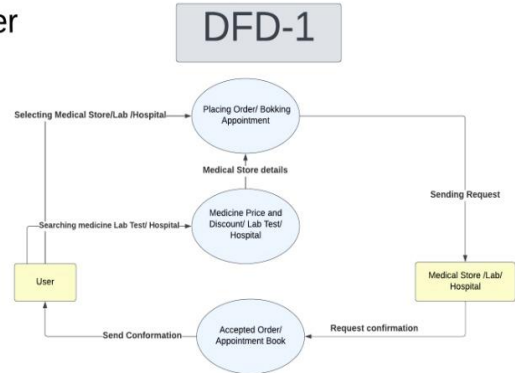 er
DFD-1
Placing Order/ Bokking
Appointment
Selecting Medical Store/Lab /Hospital
Medical Store details
Sending Request
Medicine Price and
Discount/ Lab Test/
Hospital
Searching medicine Lab Test/ Hospital
User
Medical Store /Lab/
Hospital
Accepted Order/
Appointment Book
Send Conformation
Request confirmation